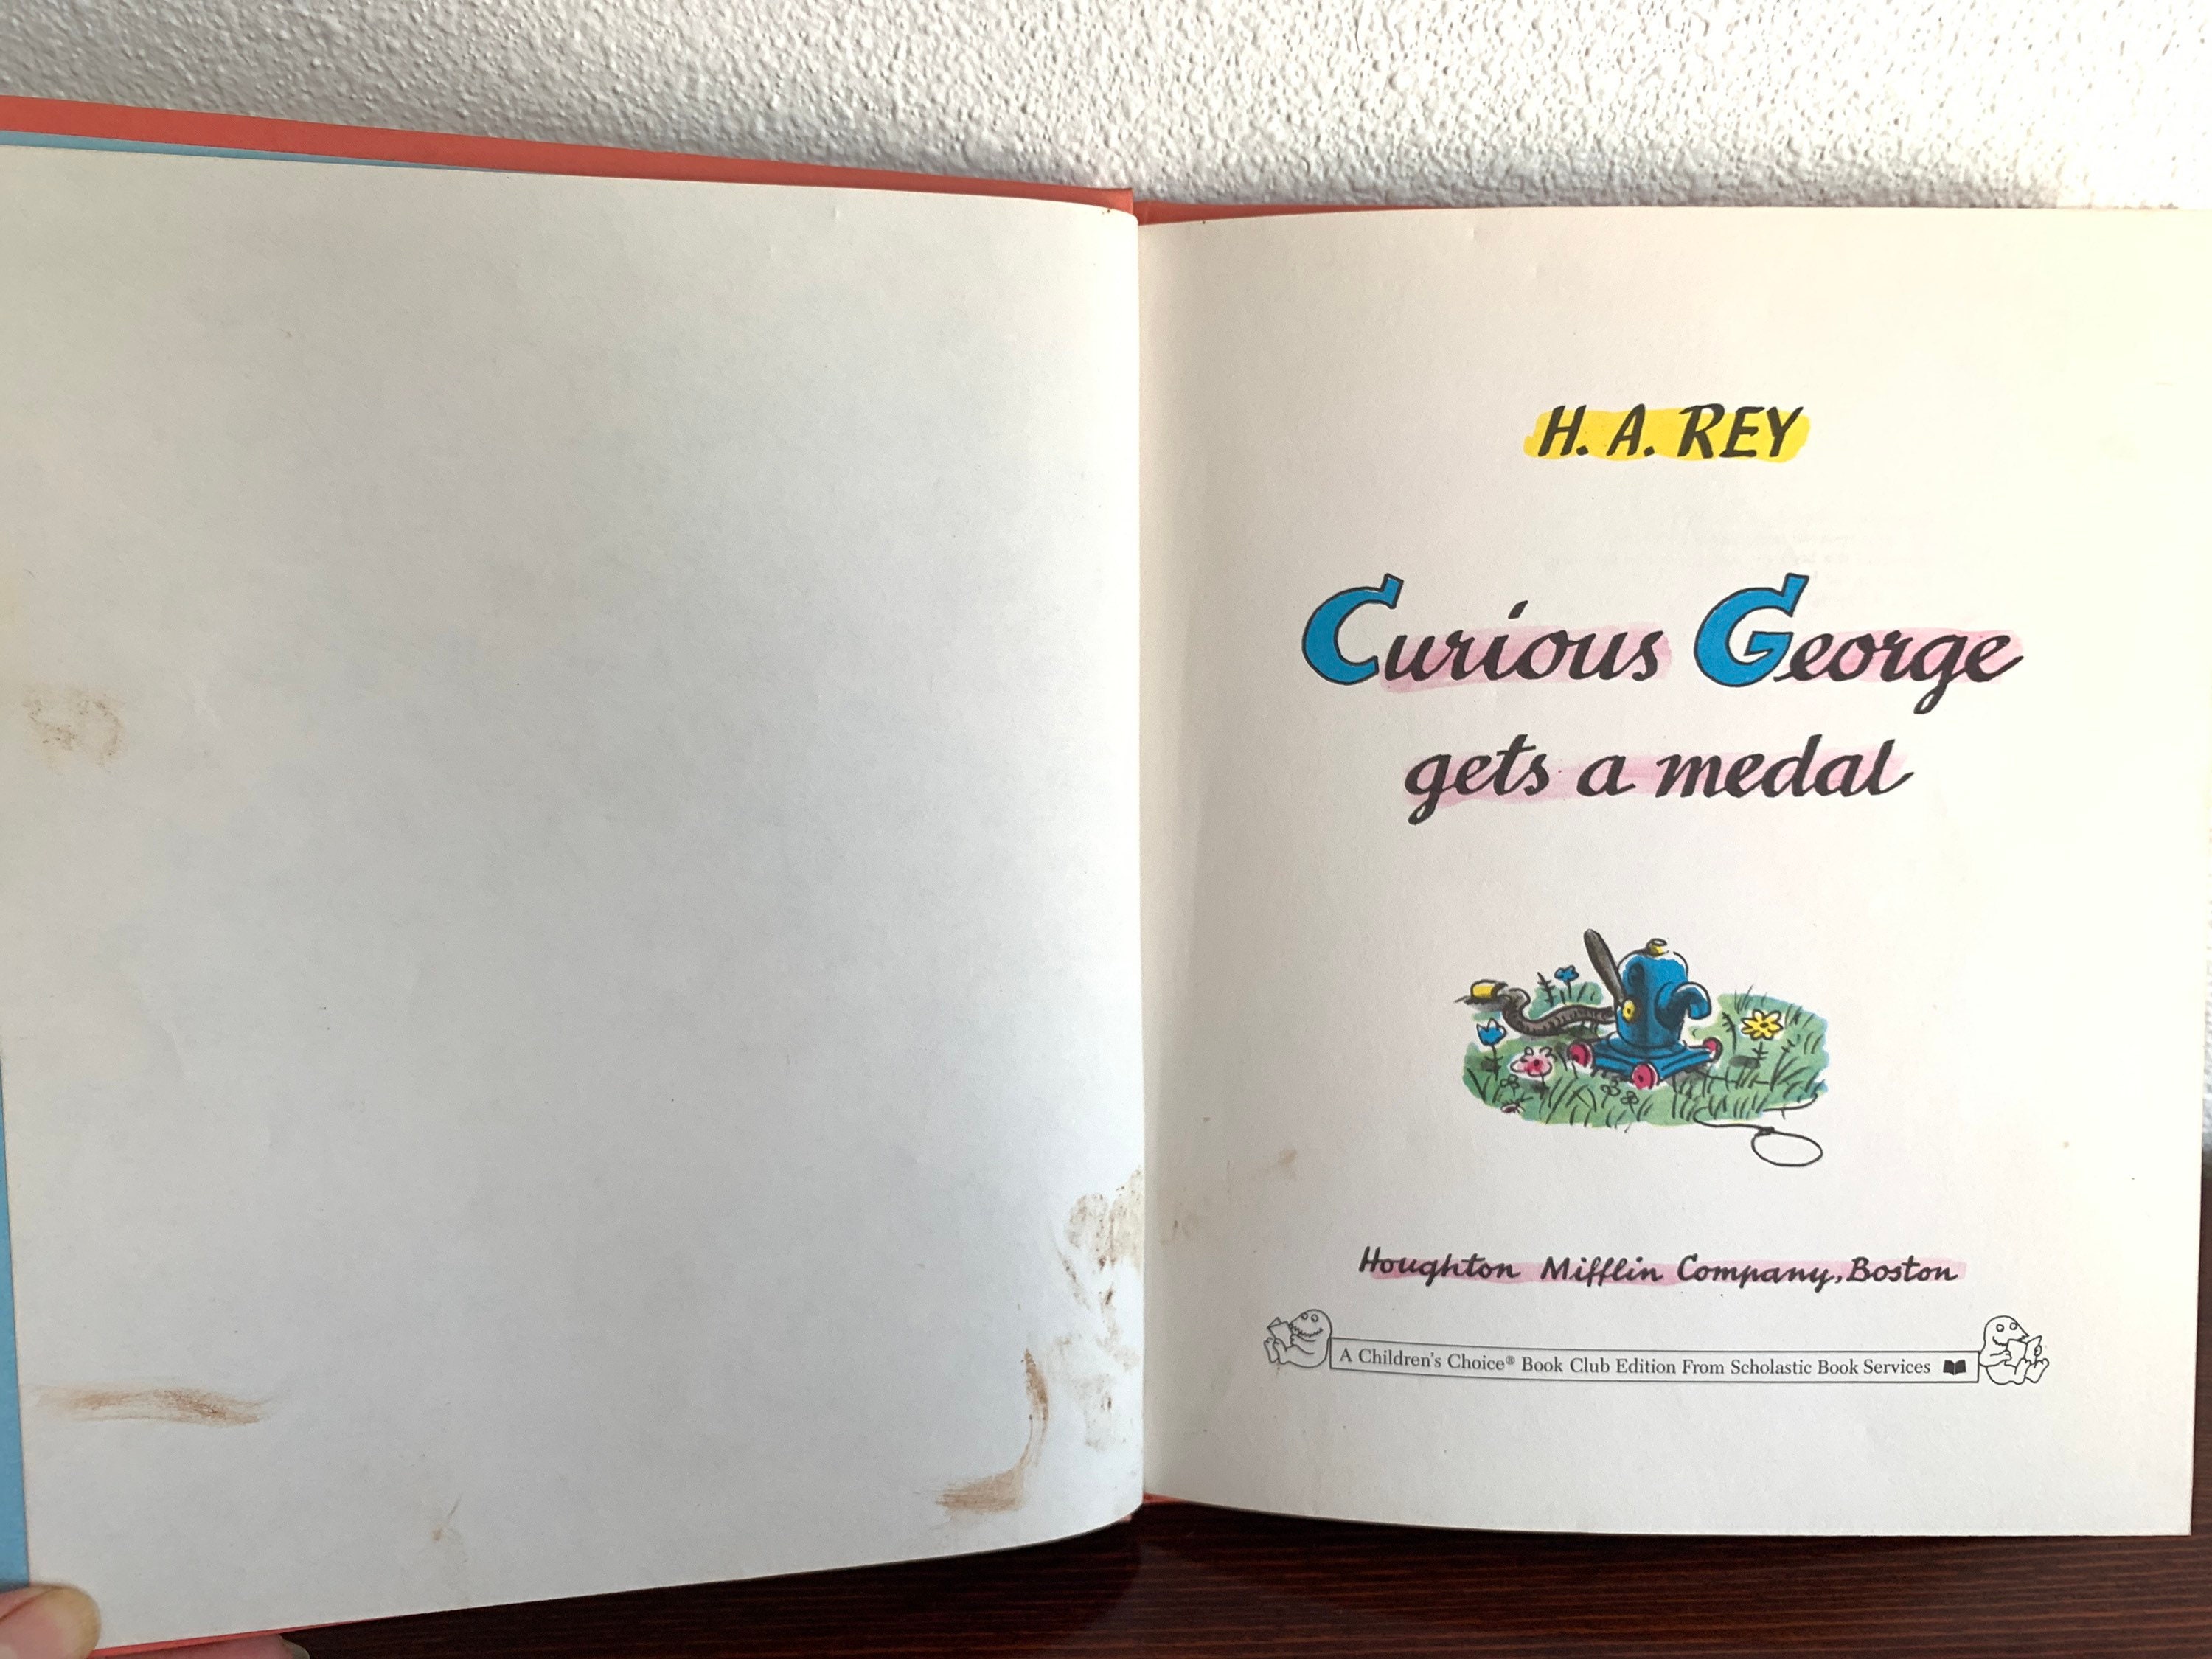 H. A. REY
Curious George
gets a medal
Houghton Mifflin Company, Boston
A Children's Choice® Book Club Edition From Scholastic Book Services